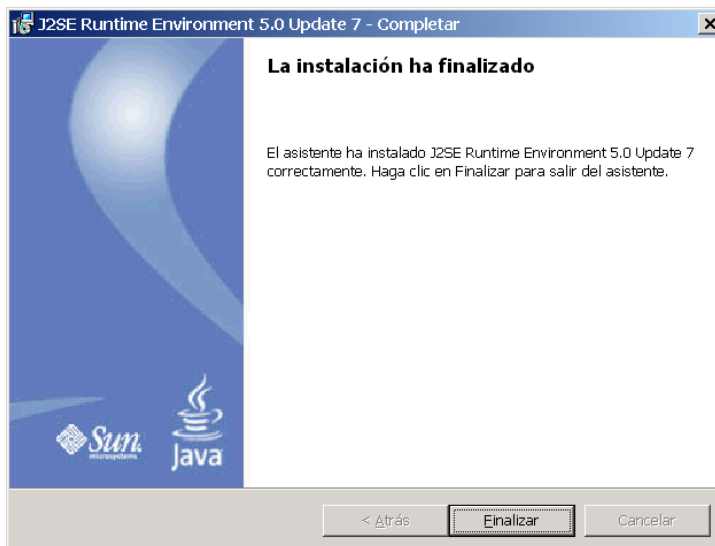 J2SE Runtime Environment 5.0 Update 7 - Completar
La instalación ha finalizado
El asistente ha instalado J2SE Runtime Environment 5.0 Update 7
correctamente. Haga clic en Finalizar para salir del asistente.
Sun
microsystems
Java
< Atrás
Finalizar
Cancelar